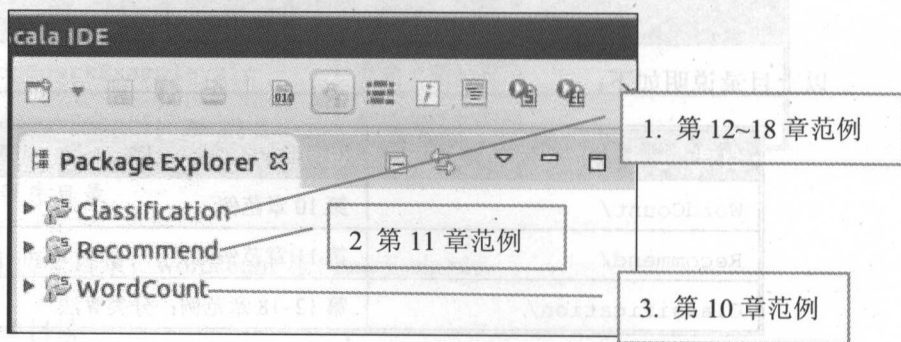 cala IDE
Package Explorer
1. 第 12~18 章范例
Classification
2 第 11 章范例
Recommend
WordCount
3. 第 10 章范例